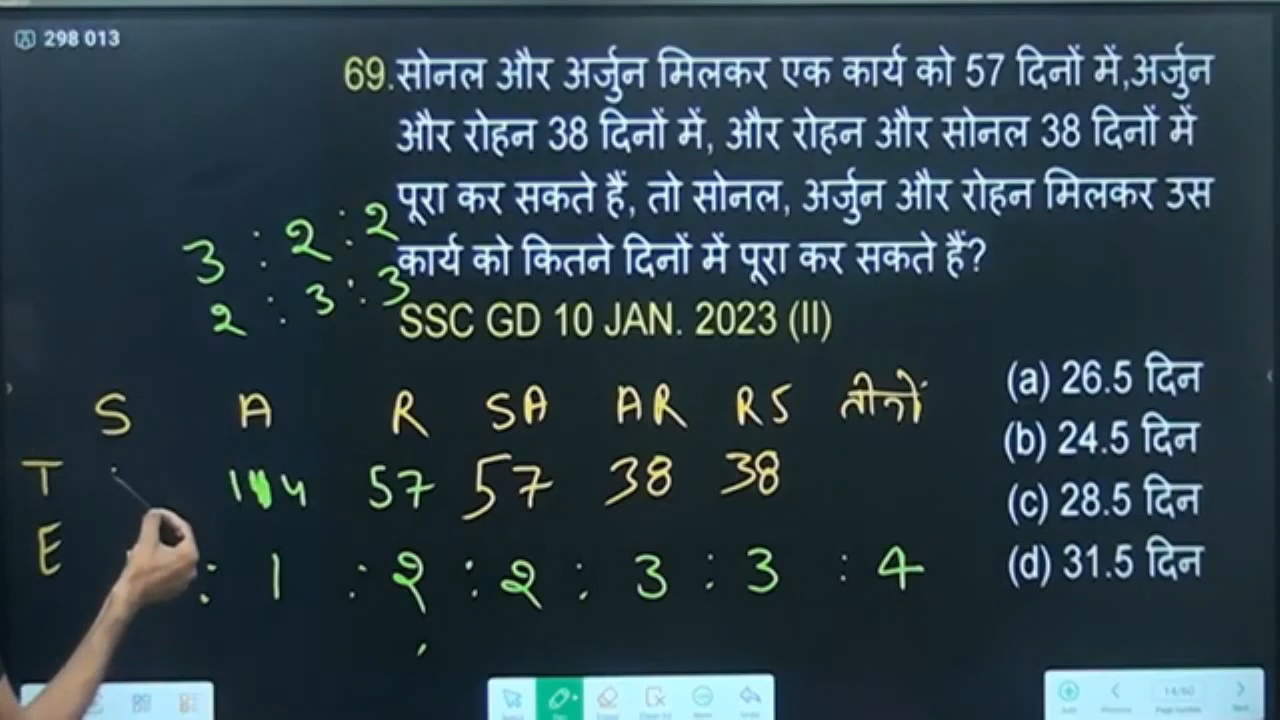 298 013
69.सोनल और अर्जुन मिलकर एक कार्य को 57 दिनों में,अर्जुन
और रोहन 38 दिनों में, और रोहन और सोनल 38 दिनों में
पूरा कर सकते हैं, तो सोनल, अर्जुन और रोहन मिलकर उस
कार्य को कितने दिनों में पूरा कर सकते हैं?
SSC GD 10 JAN. 2023 (II)
3 : 2 : 2
2 : 3 : 3
(a) 26.5 दिन
(b) 24.5 दिन
(c) 28.5 दिन
(d) 31.5 दिन
S A R SA AR RS तीनों
T 114 57 57 38 38
E : 1 : 2 : 2 : 3 : 3 : 4
14/60